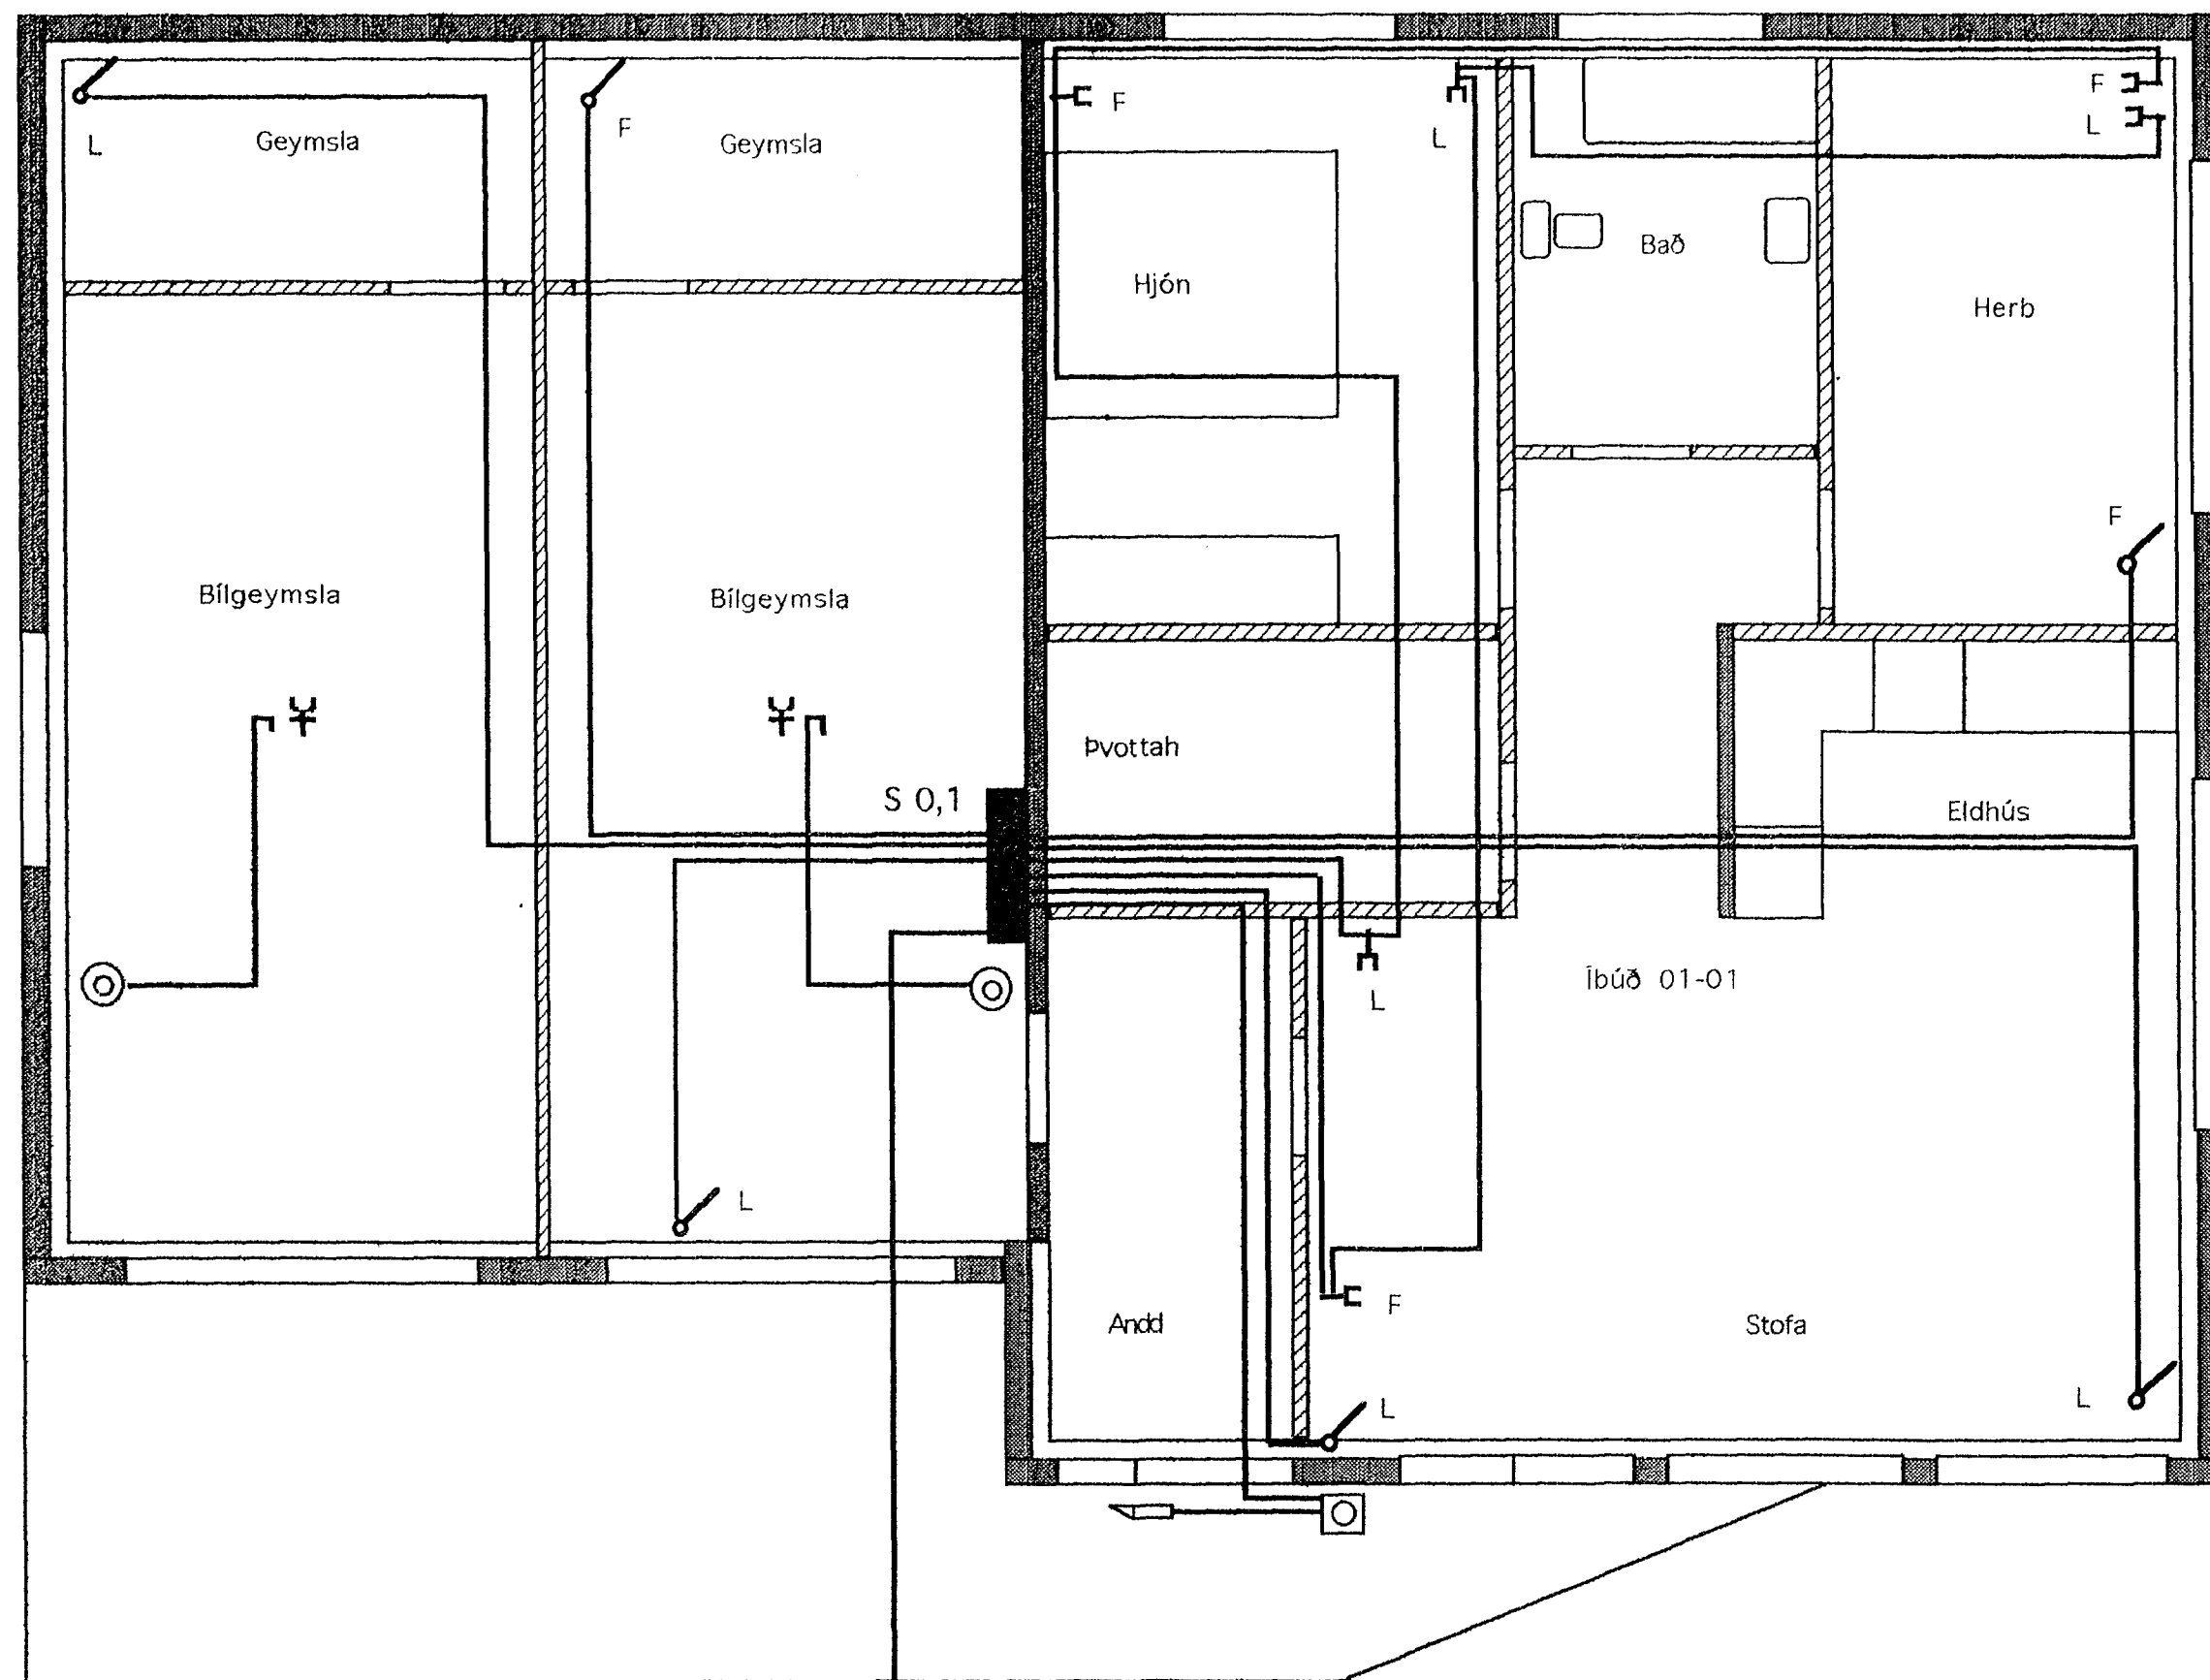 F
F
L
F
L
L
Geymsla
F
Geymsla
Bað
Hjón
Herb
F
Bílgeymsla
Bílgeymsla
Þvottah
S 0,1
Eldhús
Íbúð 01-01
L
L
F
Andd
Stofa
L
L